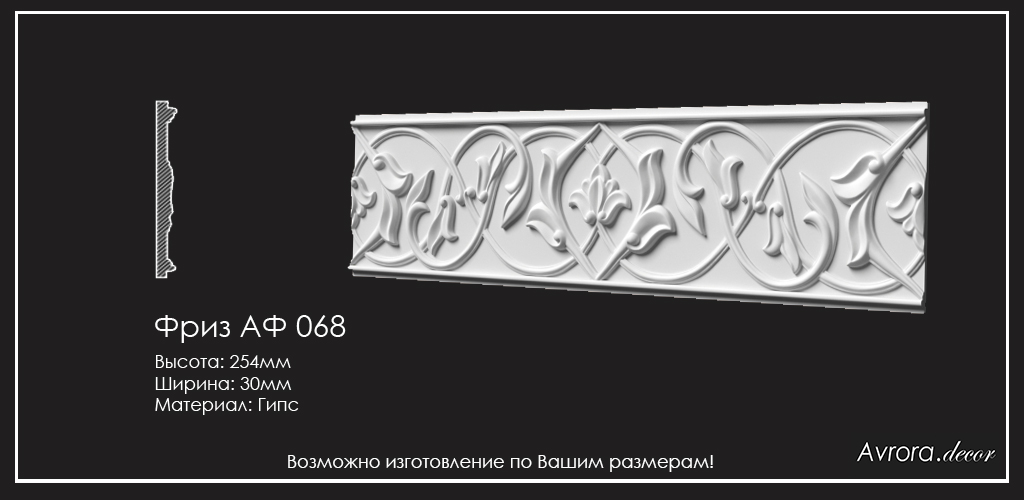 Фриз АФ 068
Высота: 254мм
Ширина: 30мм
Материал: Гипс
Возможно изготовление по Вашим размерам!
Avrora.decor